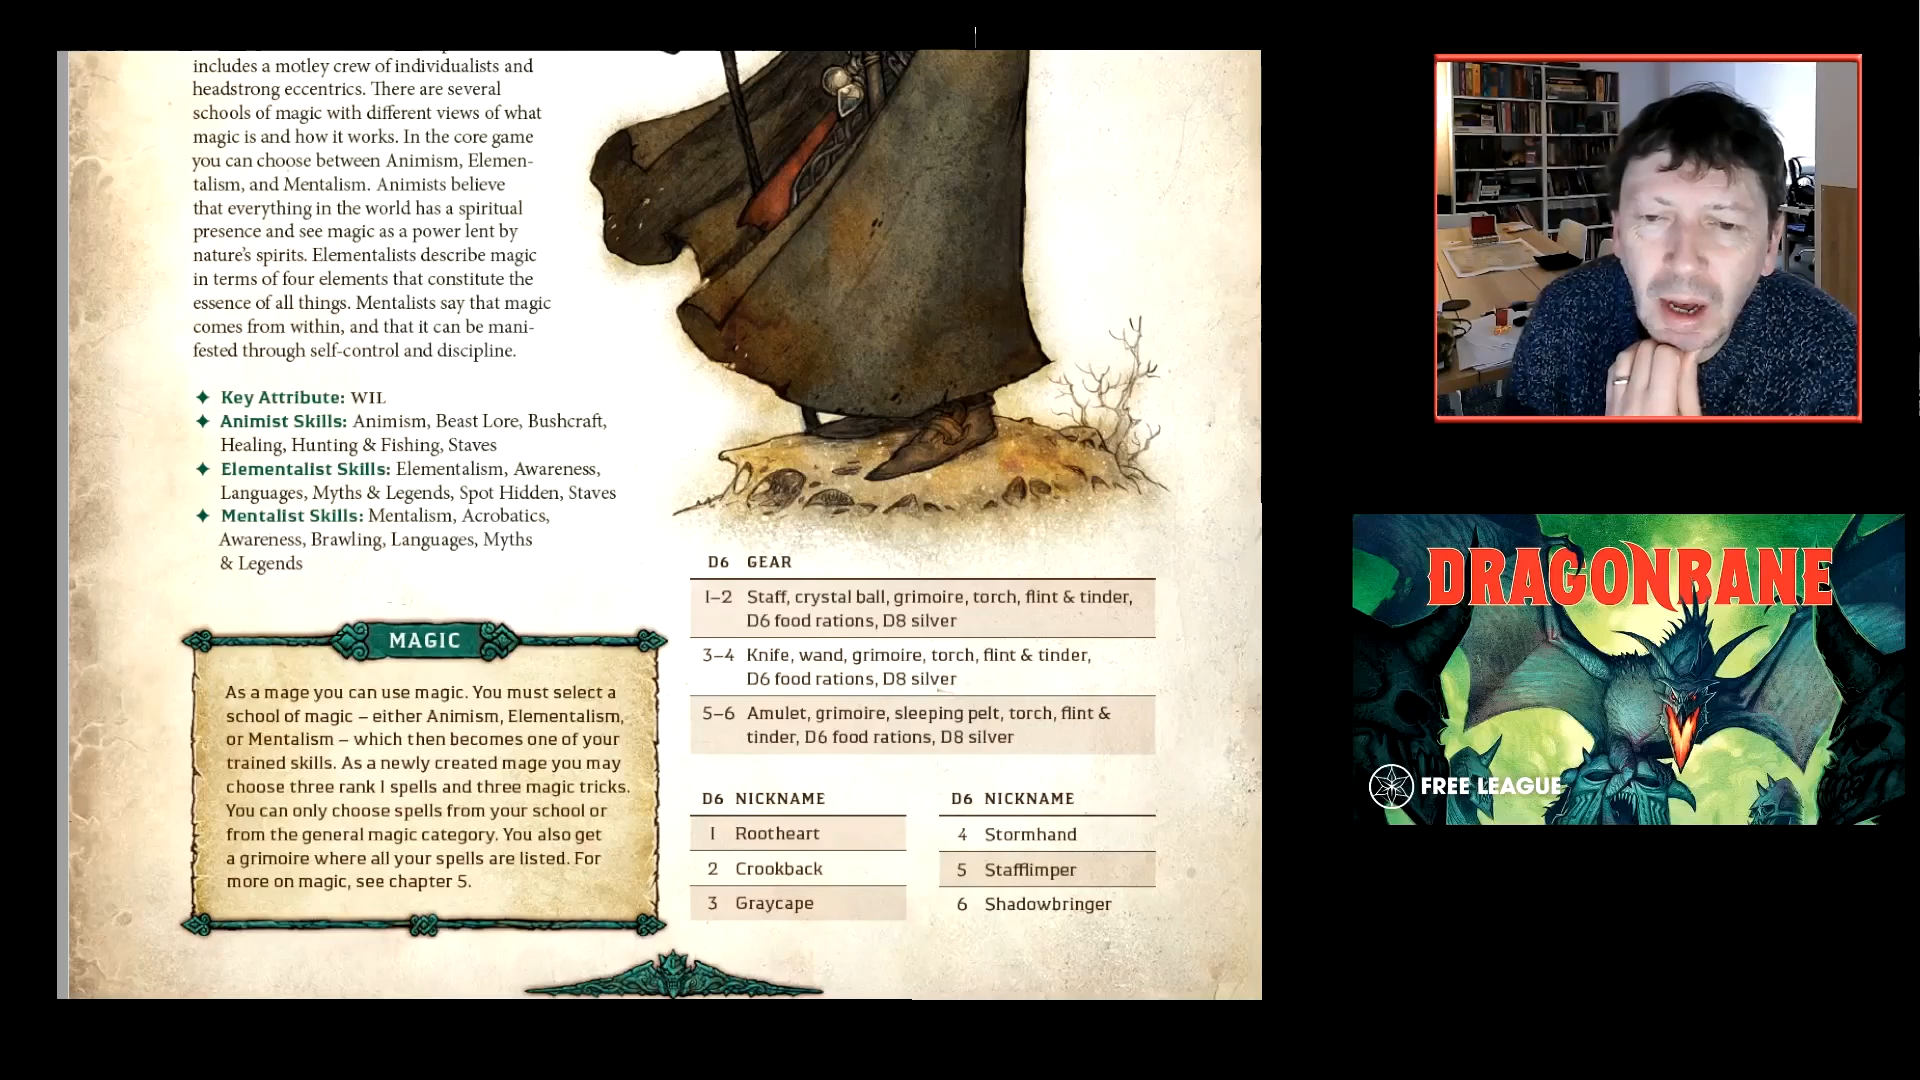 includes a motley crew of individualists and
headstrong eccentrics. There are several
schools of magic with different views of what
magic is and how it works. In the core game
you can choose between Animism, Elemen-
talism, and Mentalism. Animists believe
that everything in the world has a spiritual
presence and see magic as a power lent by
nature's spirits. Elementalists describe magic
in terms of four elements that constitute the
essence of all things. Mentalists say that magic
comes from within, and that it can be mani-
fested through self-control and discipline.
✦ Key Attribute: WIL
✦ Animist Skills: Animism, Beast Lore, Bushcraft,
Healing, Hunting & Fishing, Staves
✦ Elementalist Skills: Elementalism, Awareness,
Languages, Myths & Legends, Spot Hidden, Staves
✦ Mentalist Skills: Mentalism, Acrobatics,
Awareness, Brawling, Languages, Myths
& Legends
MAGIC
As a mage you can use magic. You must select a
school of magic – either Animism, Elementalism,
or Mentalism – which then becomes one of your
trained skills. As a newly created mage you may
choose three rank 1 spells and three magic tricks.
You can only choose spells from your school or
from the general magic category. You also get
a grimoire where all your spells are listed. For
more on magic, see chapter 5.
D6 GEAR
1–2 Staff, crystal ball, grimoire, torch, flint & tinder,
D6 food rations, D8 silver
3–4 Knife, wand, grimoire, torch, flint & tinder,
D6 food rations, D8 silver
5–6 Amulet, grimoire, sleeping pelt, torch, flint &
tinder, D6 food rations, D8 silver
D6 NICKNAME
1 Rootheart
2 Crookback
3 Graycape
D6 NICKNAME
4 Stormhand
5 Stafflimper
6 Shadowbringer
DRAGONBANE
FREE LEAGUE